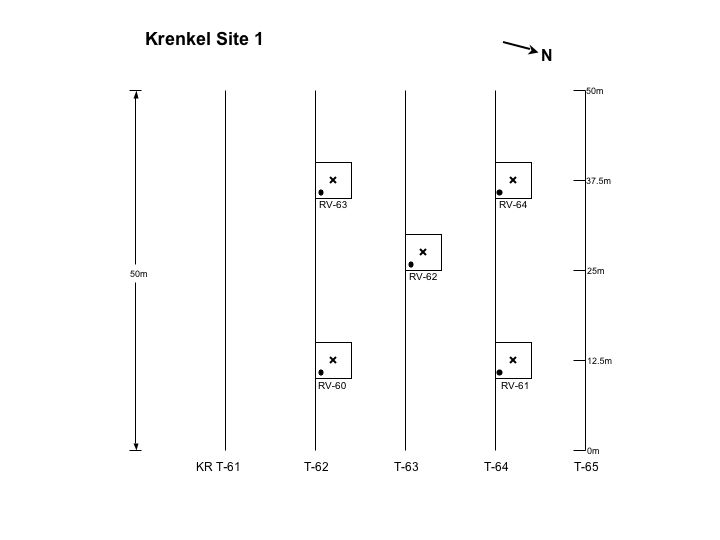 Krenkel Site 1
N
50m
37.5m
RV-63
RV-64
25m
50m
RV-62
12.5m
RV-60
RV-61
0m
KR T-61
T-62
T-63
T-64
T-65